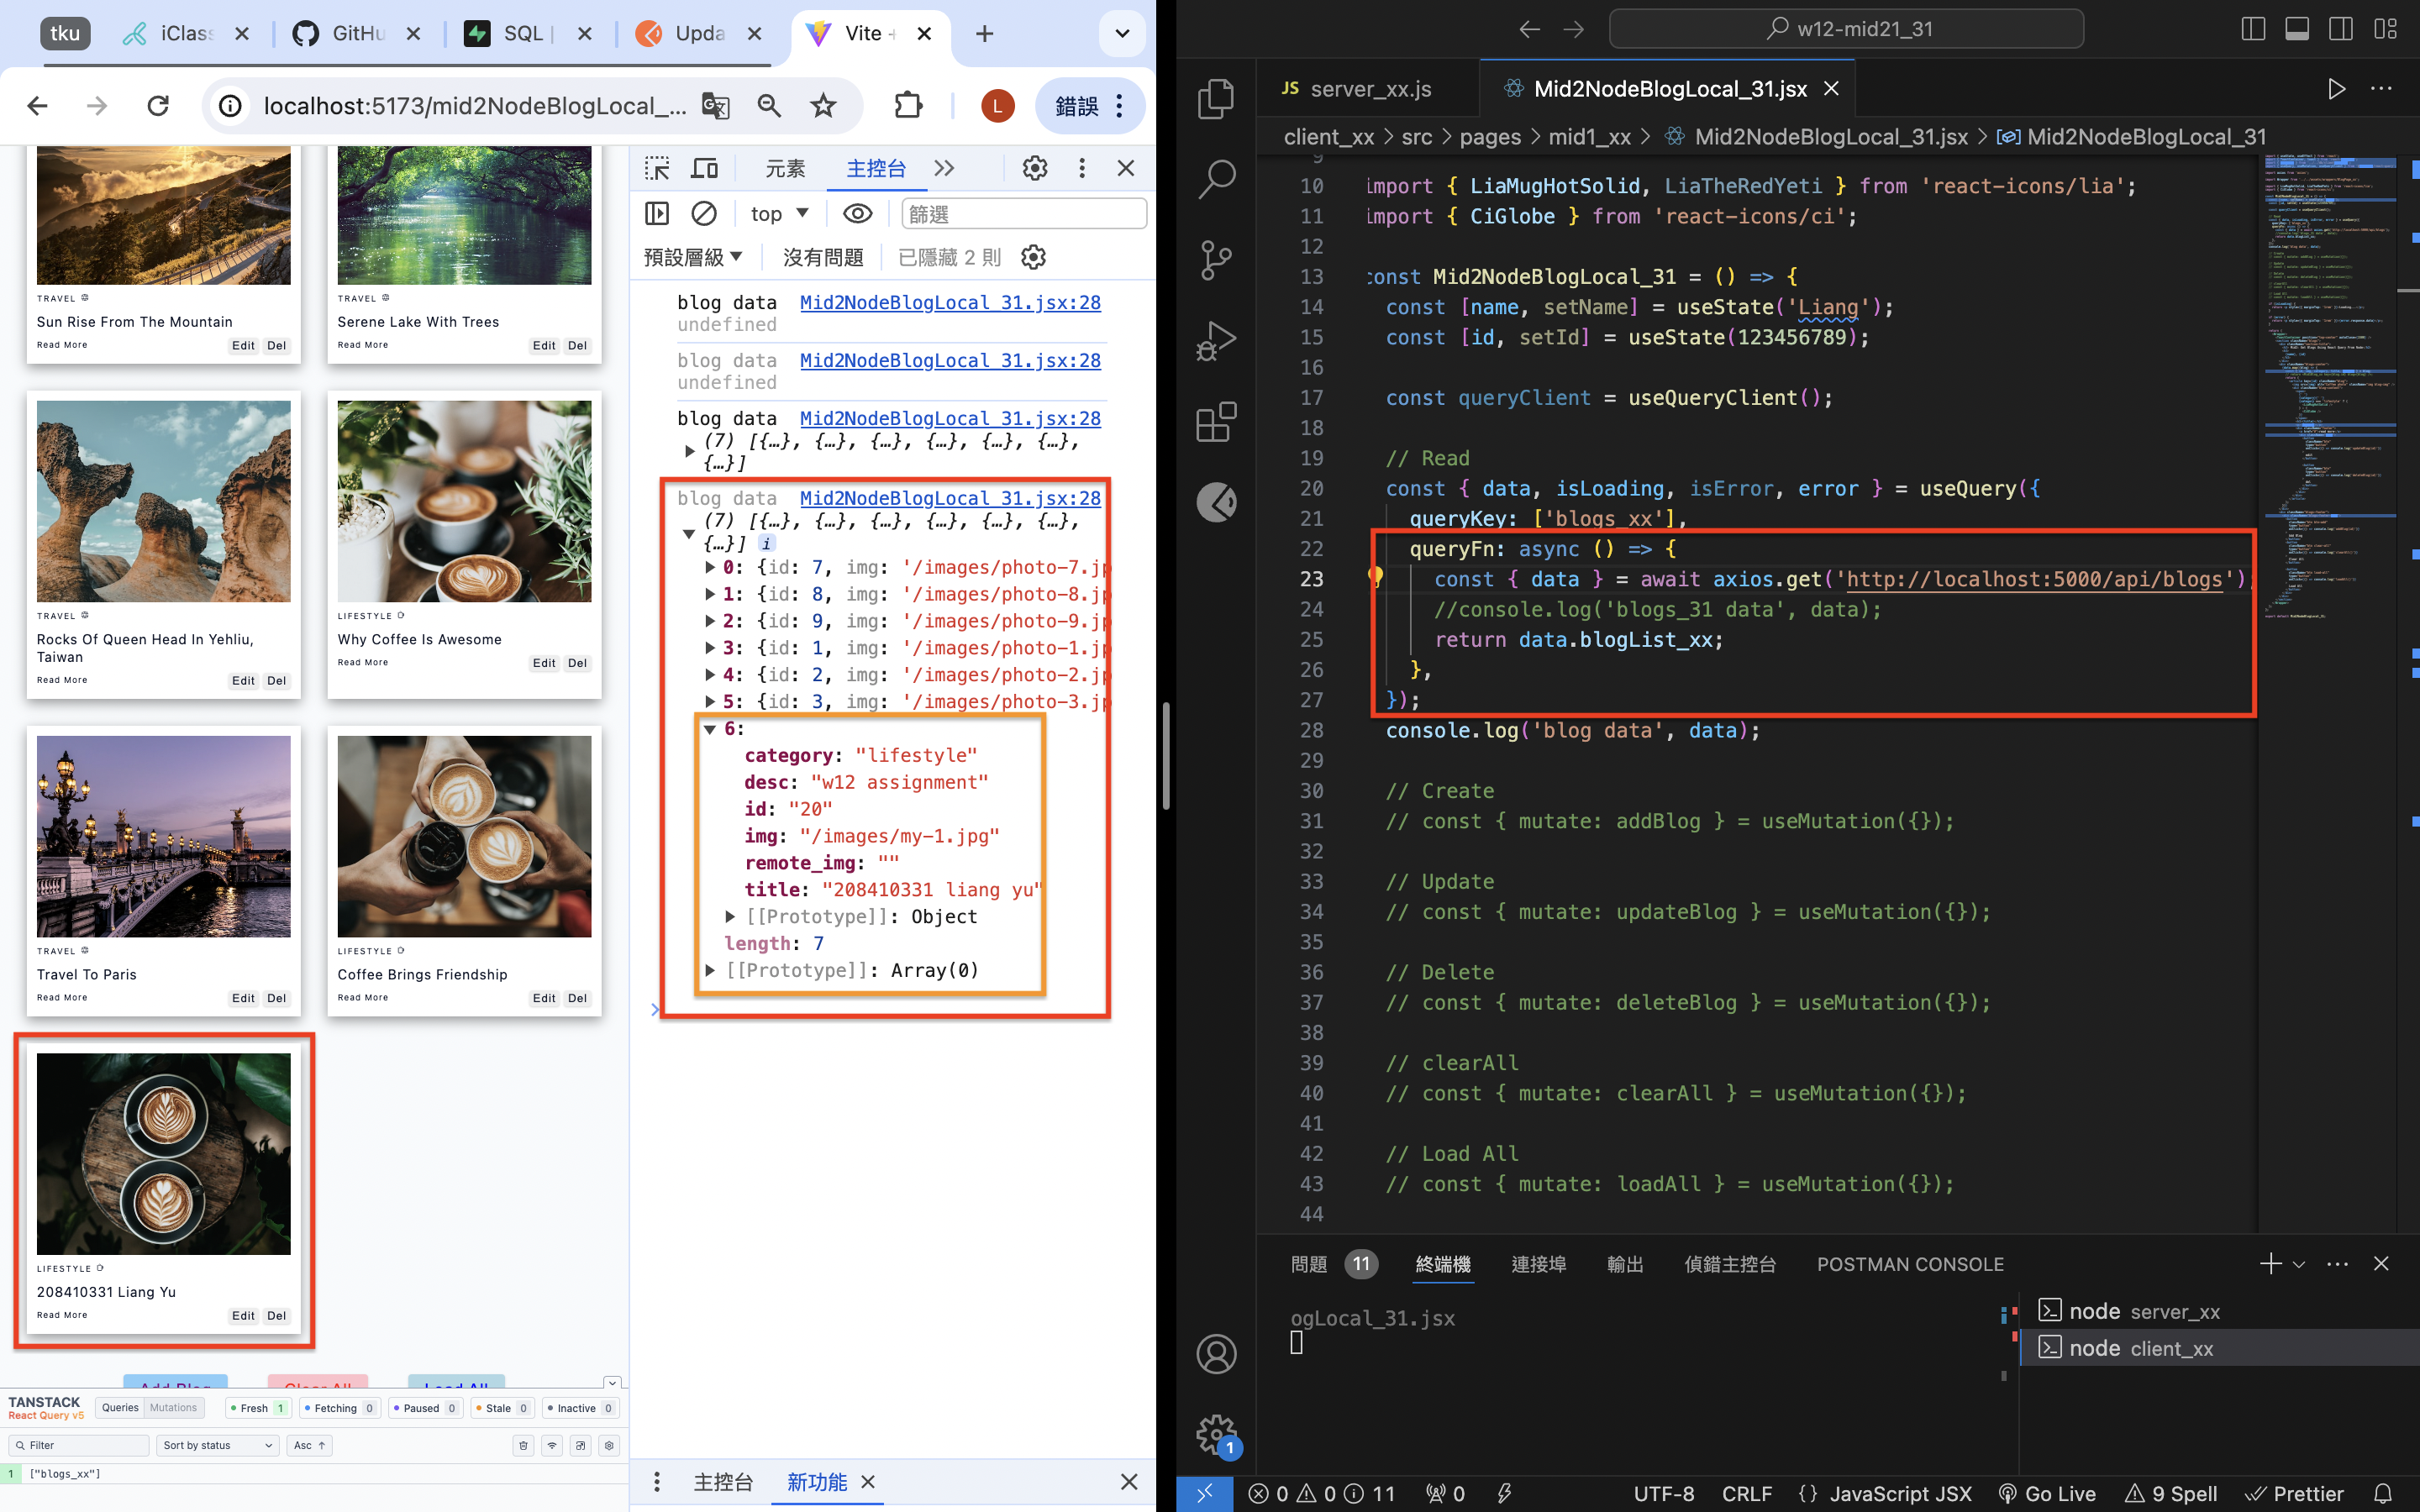 tku
iClass
GitHu
SQL |
Upda
Vite +
localhost:5173/mid2NodeBlogLocal_...
L
錯誤
TRAVEL
Sun Rise From The Mountain
Read More
Edit Del
TRAVEL
Serene Lake With Trees
Read More
Edit Del
TRAVEL
Rocks Of Queen Head In Yehliu,
Taiwan
Read More
Edit Del
LIFESTYLE
Why Coffee Is Awesome
Read More
Edit Del
TRAVEL
Travel To Paris
Read More
Edit Del
LIFESTYLE
Coffee Brings Friendship
Read More
Edit Del
LIFESTYLE
208410331 Liang Yu
Read More
Edit Del
Add Blog
Clear All
Load All
TANSTACK
React Query v5
Queries Mutations
Fresh 1
Fetching 0
Paused 0
Stale 0
Inactive 0
Filter
Sort by status
Asc ↑
1 ["blogs_xx"]
元素
主控台
top
篩選
預設層級
沒有問題
已隱藏 2 則
blog data Mid2NodeBlogLocal_31.jsx:28
undefined
blog data Mid2NodeBlogLocal_31.jsx:28
undefined
blog data Mid2NodeBlogLocal_31.jsx:28
(7) [{…}, {…}, {…}, {…}, {…}, {…},
{…}]
blog data Mid2NodeBlogLocal_31.jsx:28
(7) [{…}, {…}, {…}, {…}, {…}, {…},
{…}] i
0: {id: 7, img: '/images/photo-7.jp
1: {id: 8, img: '/images/photo-8.jp
2: {id: 9, img: '/images/photo-9.jp
3: {id: 1, img: '/images/photo-1.jp
4: {id: 2, img: '/images/photo-2.jp
5: {id: 3, img: '/images/photo-3.jp
6:
category: "lifestyle"
desc: "w12 assignment"
id: "20"
img: "/images/my-1.jpg"
remote_img: ""
title: "208410331 liang yu"
[[Prototype]]: Object
length: 7
[[Prototype]]: Array(0)
主控台
新功能
w12-mid21_31
JS server_xx.js
Mid2NodeBlogLocal_31.jsx
client_xx > src > pages > mid1_xx > Mid2NodeBlogLocal_31.jsx > Mid2NodeBlogLocal_31
9
10 import { LiaMugHotSolid, LiaTheRedYeti } from 'react-icons/lia';
11 import { CiGlobe } from 'react-icons/ci';
12
13 const Mid2NodeBlogLocal_31 = () => {
14 const [name, setName] = useState('Liang');
15 const [id, setId] = useState(123456789);
16
17 const queryClient = useQueryClient();
18
19 // Read
20 const { data, isLoading, isError, error } = useQuery({
21 queryKey: ['blogs_xx'],
22 queryFn: async () => {
23 const { data } = await axios.get('http://localhost:5000/api/blogs');
24 //console.log('blogs_31 data', data);
25 return data.blogList_xx;
26 },
27 });
28 console.log('blog data', data);
29
30 // Create
31 // const { mutate: addBlog } = useMutation({});
32
33 // Update
34 // const { mutate: updateBlog } = useMutation({});
35
36 // Delete
37 // const { mutate: deleteBlog } = useMutation({});
38
39 // clearAll
40 // const { mutate: clearAll } = useMutation({});
41
42 // Load All
43 // const { mutate: loadAll } = useMutation({});
44
問題 11
終端機
連接埠
輸出
偵錯主控台
POSTMAN CONSOLE
ogLocal_31.jsx
node server_xx
node client_xx
1
0 0 11
0
UTF-8
CRLF
{} JavaScript JSX
Go Live
9 Spell
Prettier